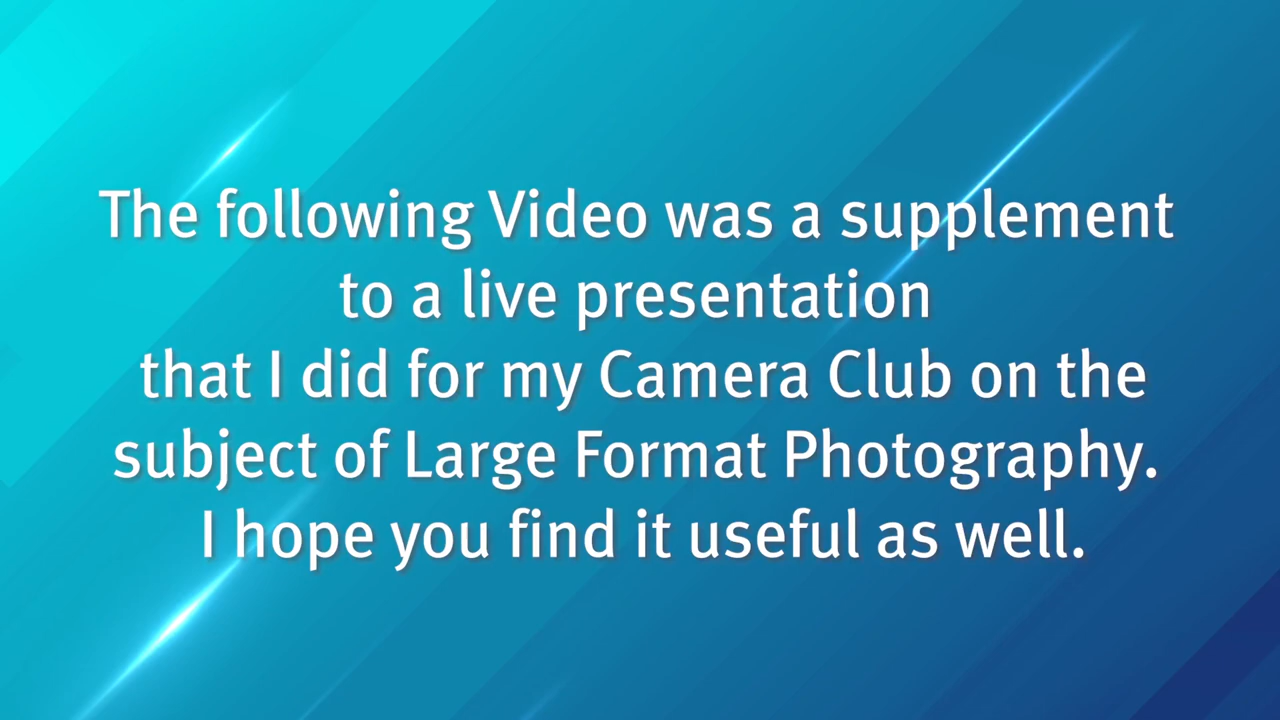 The following Video was a supplement
to a live presentation
that I did for my Camera Club on the
subject of Large Format Photography.
I hope you find it useful as well.